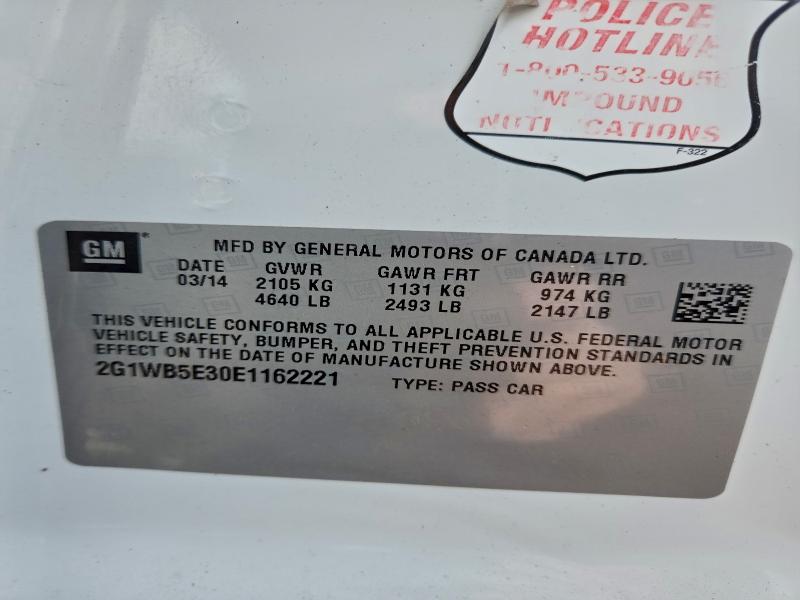 POLICE
HOTLINE
1-800-533-9056
IMPOUND
F-322
GM
MFD BY GENERAL MOTORS OF CANADA LTD.
DATE GVWR GAWR FRT GAWR RR
03/14 2105 KG 1131 KG 974 KG
4640 LB 2493 LB 2147 LB
THIS VEHICLE CONFORMS TO ALL APPLICABLE U.S. FEDERAL MOTOR
VEHICLE SAFETY, BUMPER, AND THEFT PREVENTION STANDARDS IN
EFFECT ON THE DATE OF MANUFACTURE SHOWN ABOVE.
2G1WB5E30E1162221 TYPE: PASS CAR